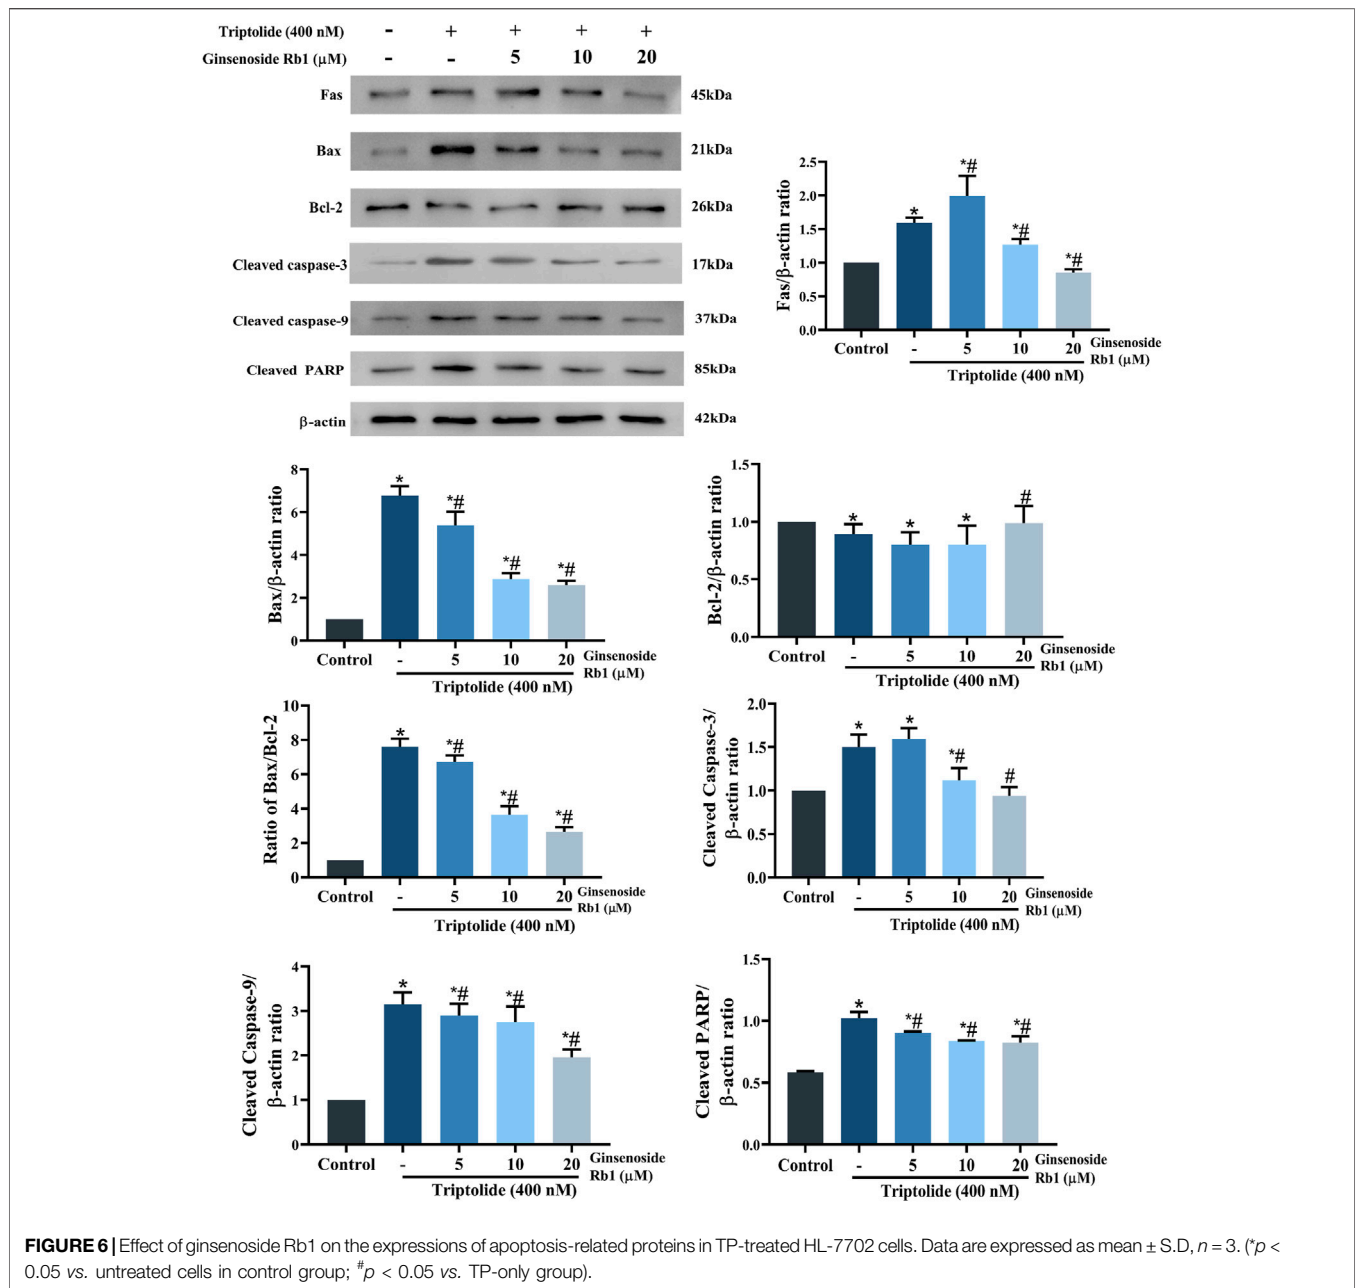 Triptolide (400 nM) - + + + +
Ginsenoside Rb1 (μM) - - 5 10 20
Fas 45kDa
Bax 21kDa
Bcl-2 26kDa
Cleaved caspase-3 17kDa
Cleaved caspase-9 37kDa
Cleaved PARP 85kDa
β-actin 42kDa
Fas/β-actin ratio
2.5
2.0
1.5
1.0
0.5
0.0
* *# *# *#
Control - 5 10 20 Ginsenoside
Rb1 (μM)
Triptolide (400 nM)
Bax/β-actin ratio
8
6
4
2
0
* *# *# *#
Control - 5 10 20 Ginsenoside
Rb1 (μM)
Triptolide (400 nM)
Bcl-2/β-actin ratio
1.5
1.0
0.5
0.0
* * * #
Control - 5 10 20 Ginsenoside
Rb1 (μM)
Triptolide (400 nM)
Ratio of Bax/Bcl-2
10
8
6
4
2
0
* *# *# *#
Control - 5 10 20 Ginsenoside
Rb1 (μM)
Triptolide (400 nM)
Cleaved Caspase-3/
β-actin ratio
2.0
1.5
1.0
0.5
0.0
* * *# #
Control - 5 10 20 Ginsenoside
Rb1 (μM)
Triptolide (400 nM)
Cleaved Caspase-9/
β-actin ratio
4
3
2
1
0
* *# *# *#
Control - 5 10 20 Ginsenoside
Rb1 (μM)
Triptolide (400 nM)
Cleaved PARP/
β-actin ratio
1.5
1.0
0.5
0.0
* *# *# *#
Control - 5 10 20 Ginsenoside
Rb1 (μM)
Triptolide (400 nM)
FIGURE 6 | Effect of ginsenoside Rb1 on the expressions of apoptosis-related proteins in TP-treated HL-7702 cells. Data are expressed as mean ± S.D, n = 3. (*p <
0.05 vs. untreated cells in control group; #p < 0.05 vs. TP-only group).